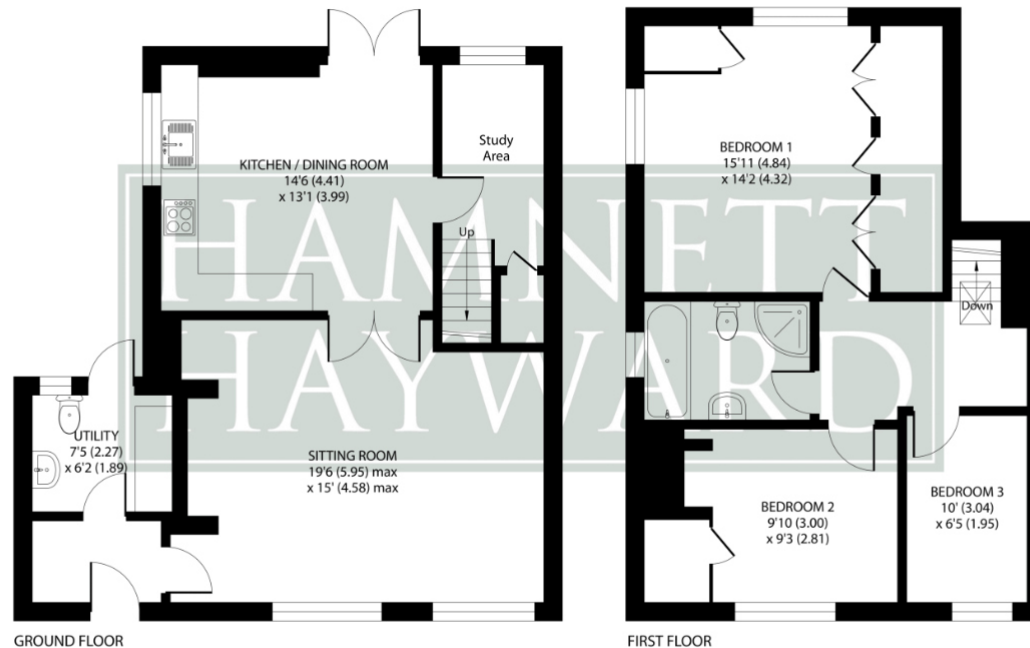 KITCHEN / DINING ROOM
14'6 (4.41)
x 13'1 (3.99)
Study
Area
Up
UTILITY
7'5 (2.27)
x 6'2 (1.89)
SITTING ROOM
19'6 (5.95) max
x 15' (4.58) max
GROUND FLOOR
BEDROOM 1
15'11 (4.84)
x 14'2 (4.32)
Down
BEDROOM 2
9'10 (3.00)
x 9'3 (2.81)
BEDROOM 3
10' (3.04)
x 6'5 (1.95)
FIRST FLOOR
HAMNETT
HAYWARD